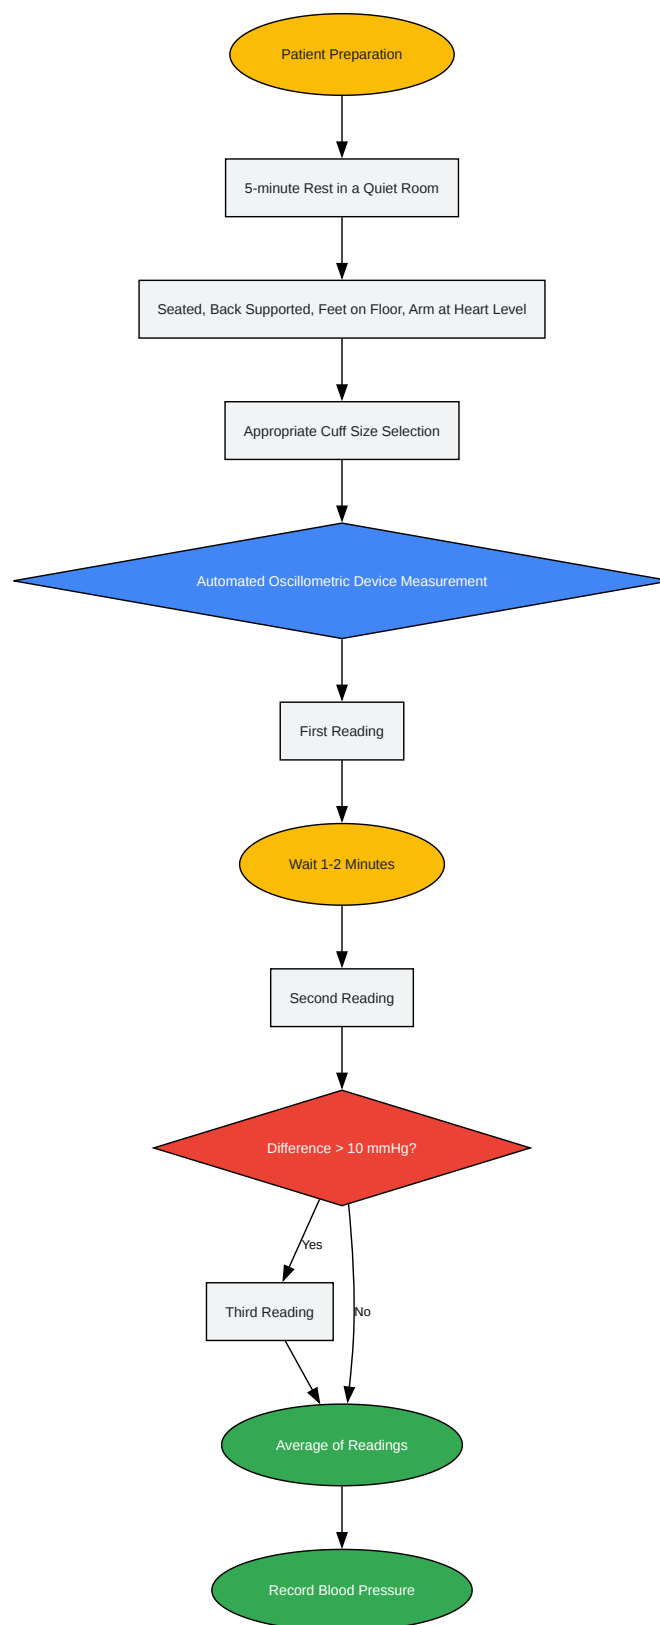 Patient Preparation
5-minute Rest in a Quiet Room
Seated, Back Supported, Feet on Floor, Arm at Heart Level
Appropriate Cuff Size Selection
Automated Oscillometric Device Measurement
First Reading
Wait 1-2 Minutes
Second Reading
Difference > 10 mmHg?
Yes
Third Reading
No
Average of Readings
Record Blood Pressure